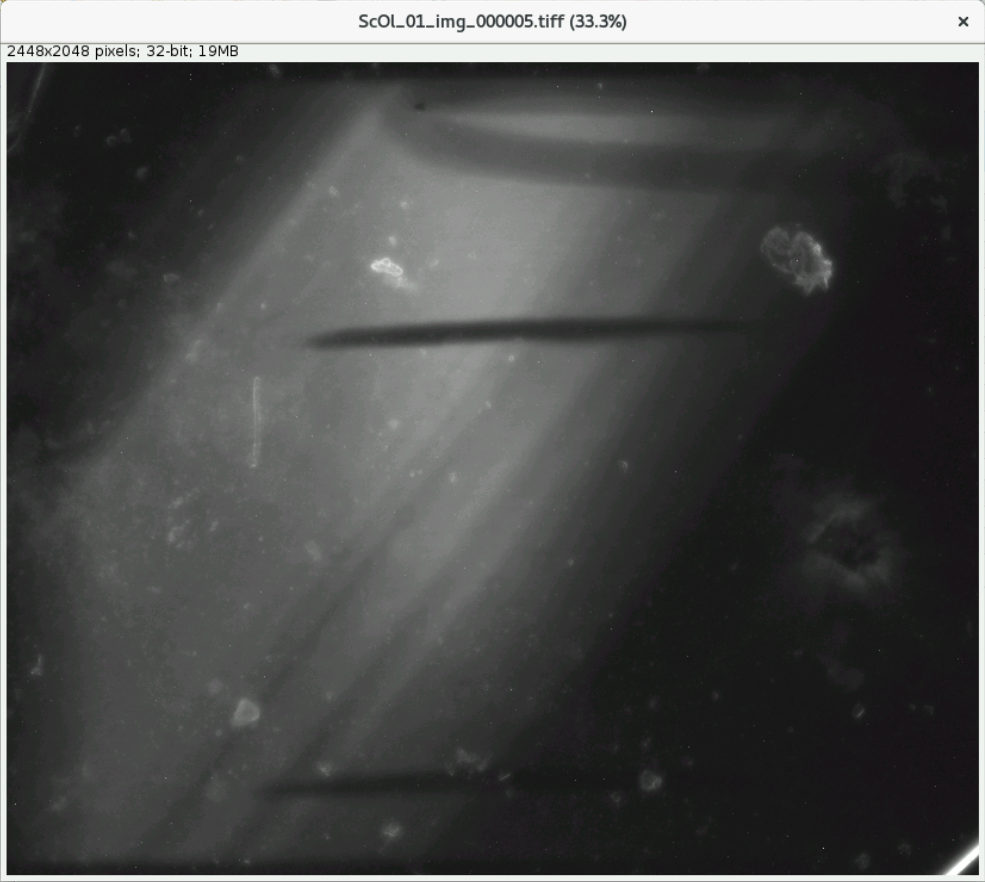 ScOl_01_img_000005.tiff (33.3%)
2448x2048 pixels; 32-bit; 19MB